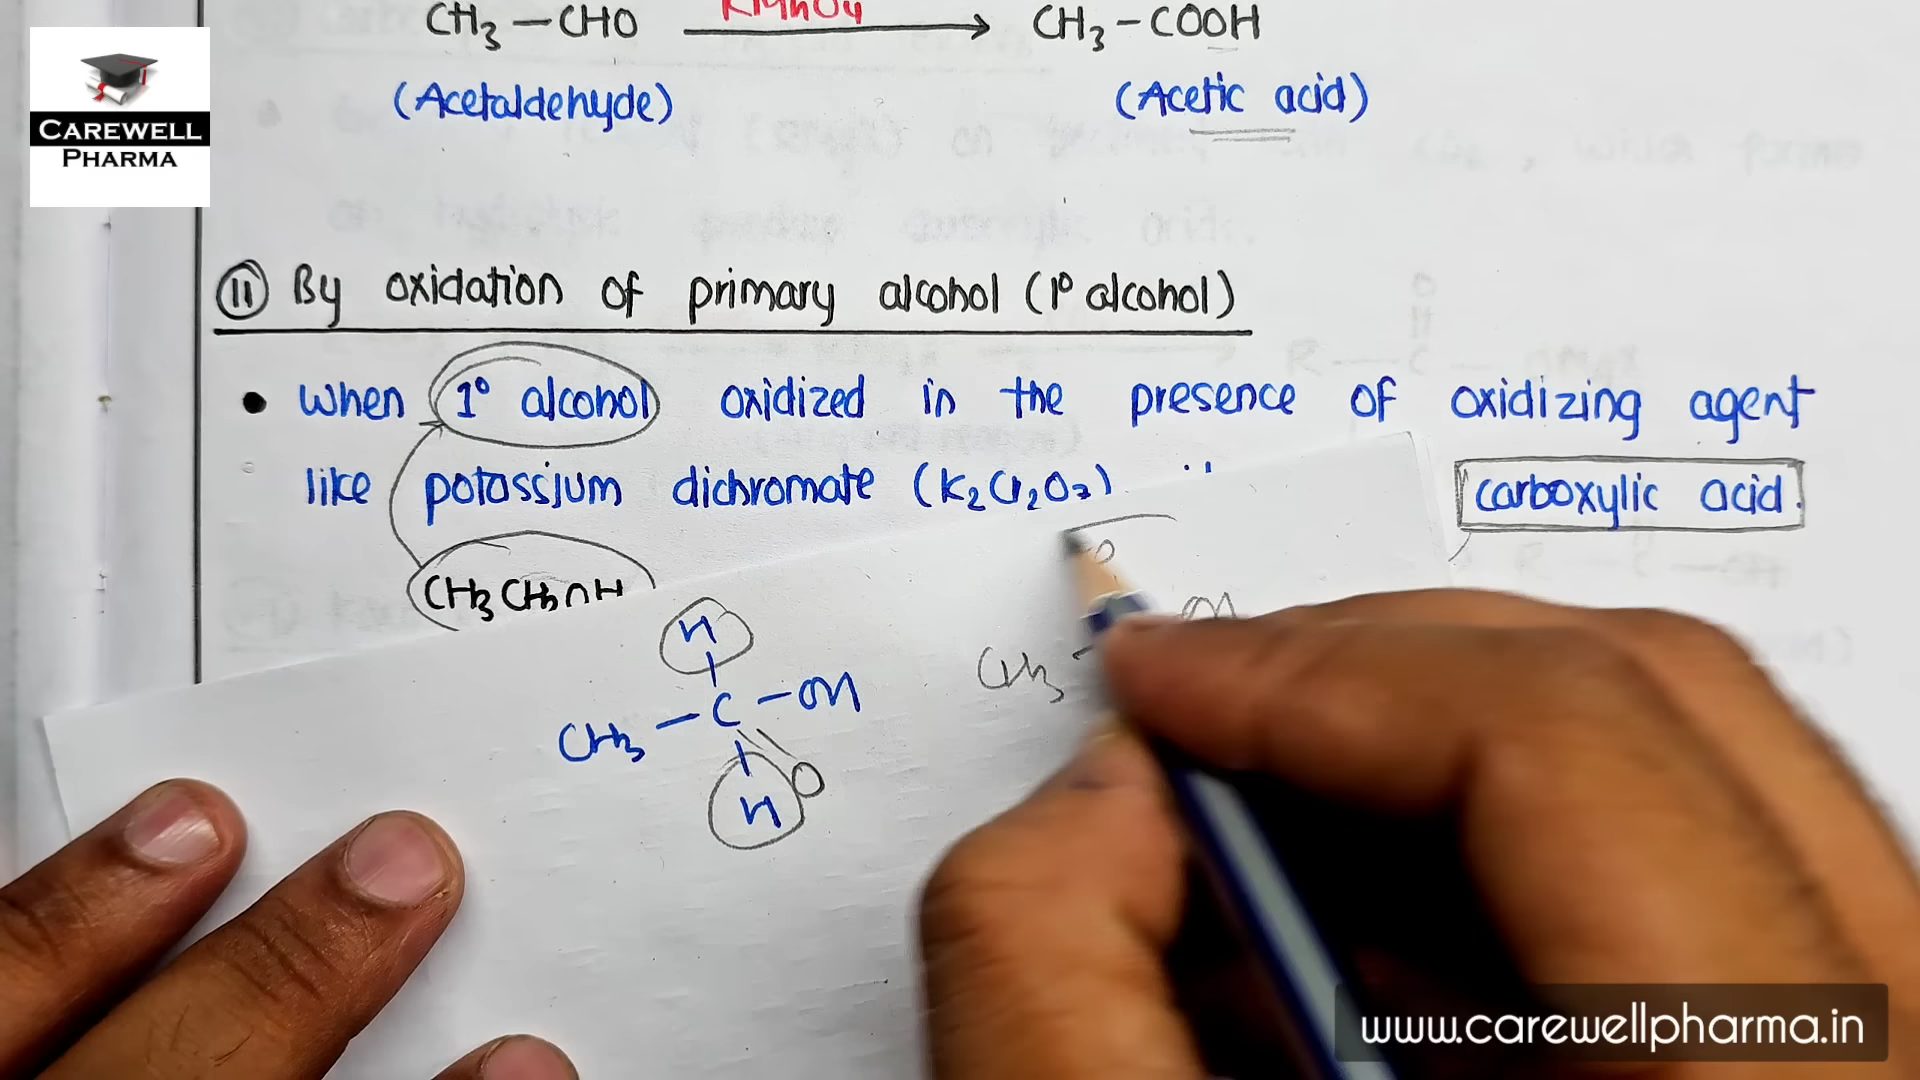 CH3 — CHO KMnO4 CH3 – COOH
CAREWELL
PHARMA
(Acetaldehyde) (Acetic acid)
(II) By oxidation of primary alcohol (1° alcohol)
• When 1° alcohol oxidized in the presence of oxidizing agent
like potassium dichromate (K2Cr2O7) carboxylic acid.
CH3CH2OH
H
CH3 — C — OH
H O
O
CH3 OH
www.carewellpharma.in